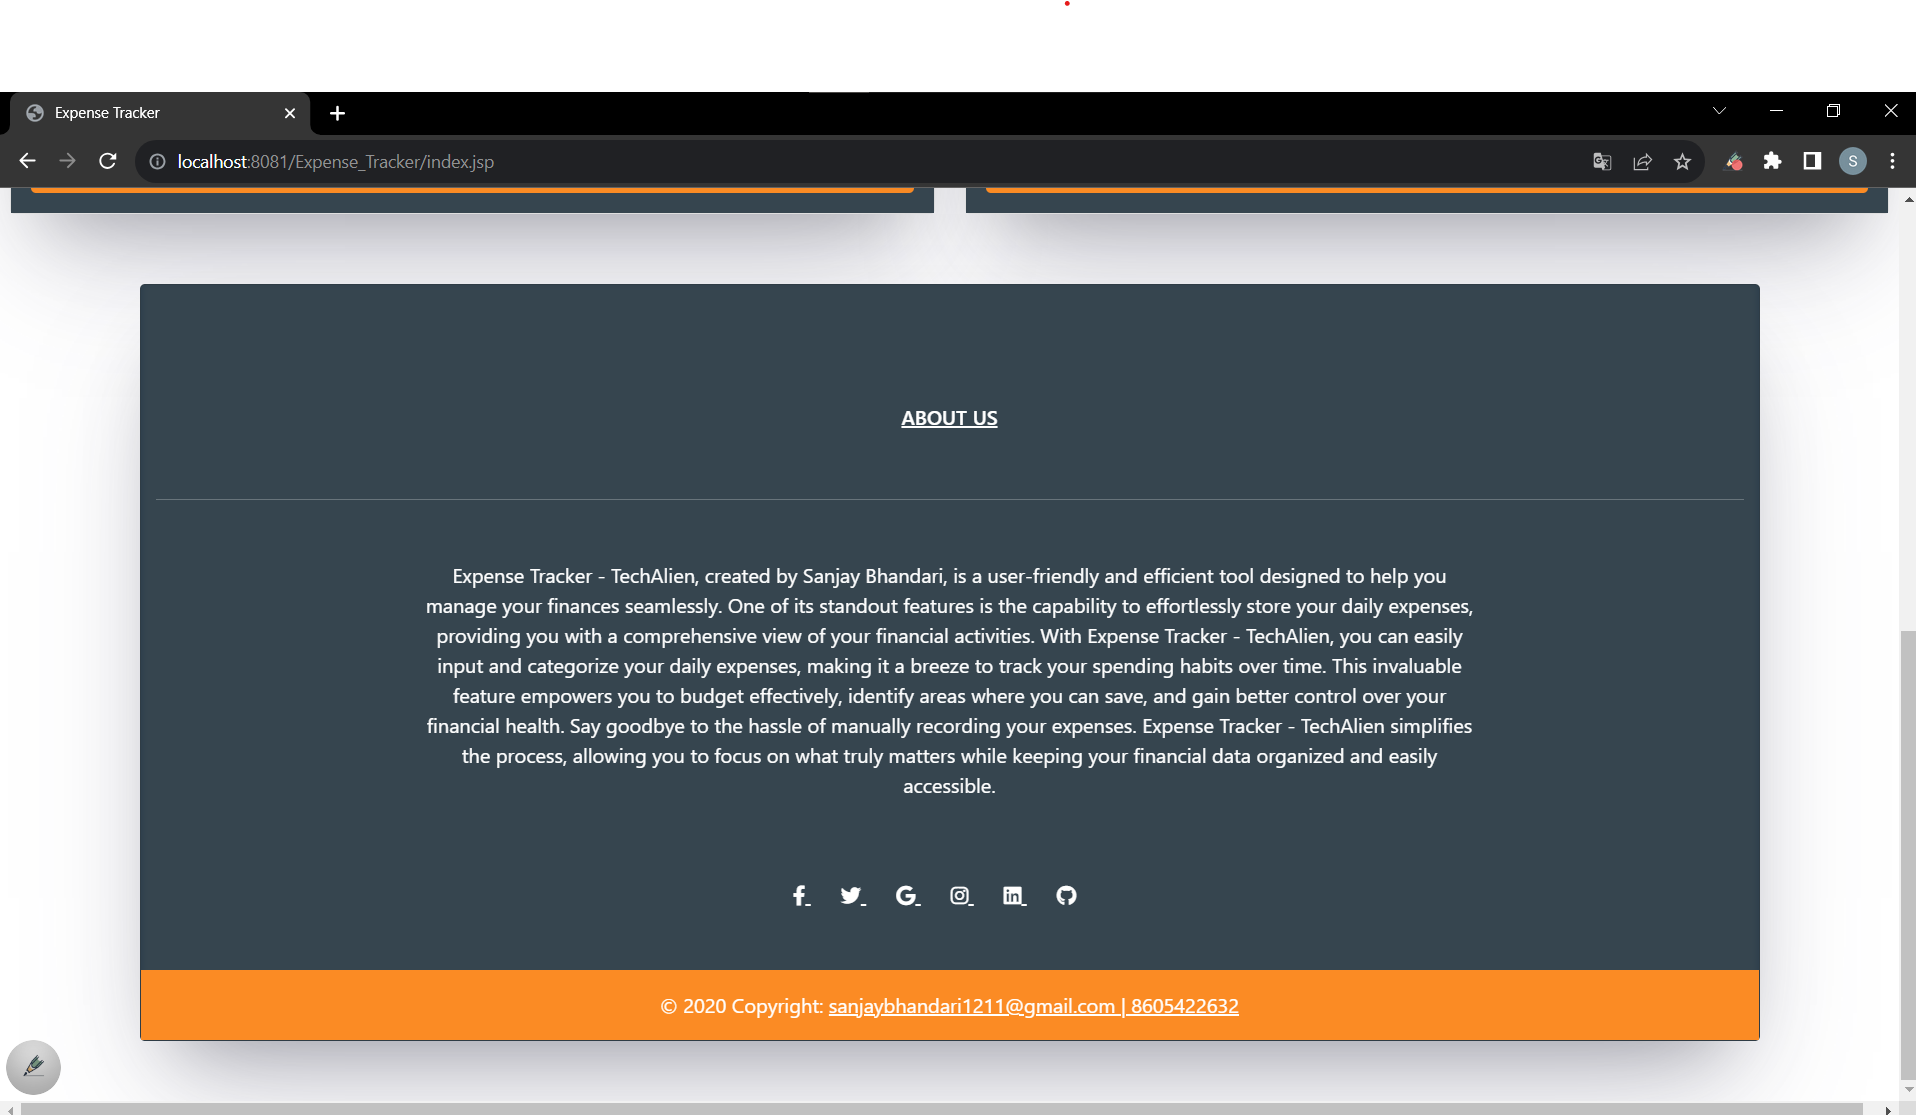 Expense Tracker
localhost:8081/Expense_Tracker/index.jsp
S
ABOUT US
Expense Tracker - TechAlien, created by Sanjay Bhandari, is a user-friendly and efficient tool designed to help you
manage your finances seamlessly. One of its standout features is the capability to effortlessly store your daily expenses,
providing you with a comprehensive view of your financial activities. With Expense Tracker - TechAlien, you can easily
input and categorize your daily expenses, making it a breeze to track your spending habits over time. This invaluable
feature empowers you to budget effectively, identify areas where you can save, and gain better control over your
financial health. Say goodbye to the hassle of manually recording your expenses. Expense Tracker - TechAlien simplifies
the process, allowing you to focus on what truly matters while keeping your financial data organized and easily
accessible.
© 2020 Copyright: sanjaybhandari1211@gmail.com | 8605422632